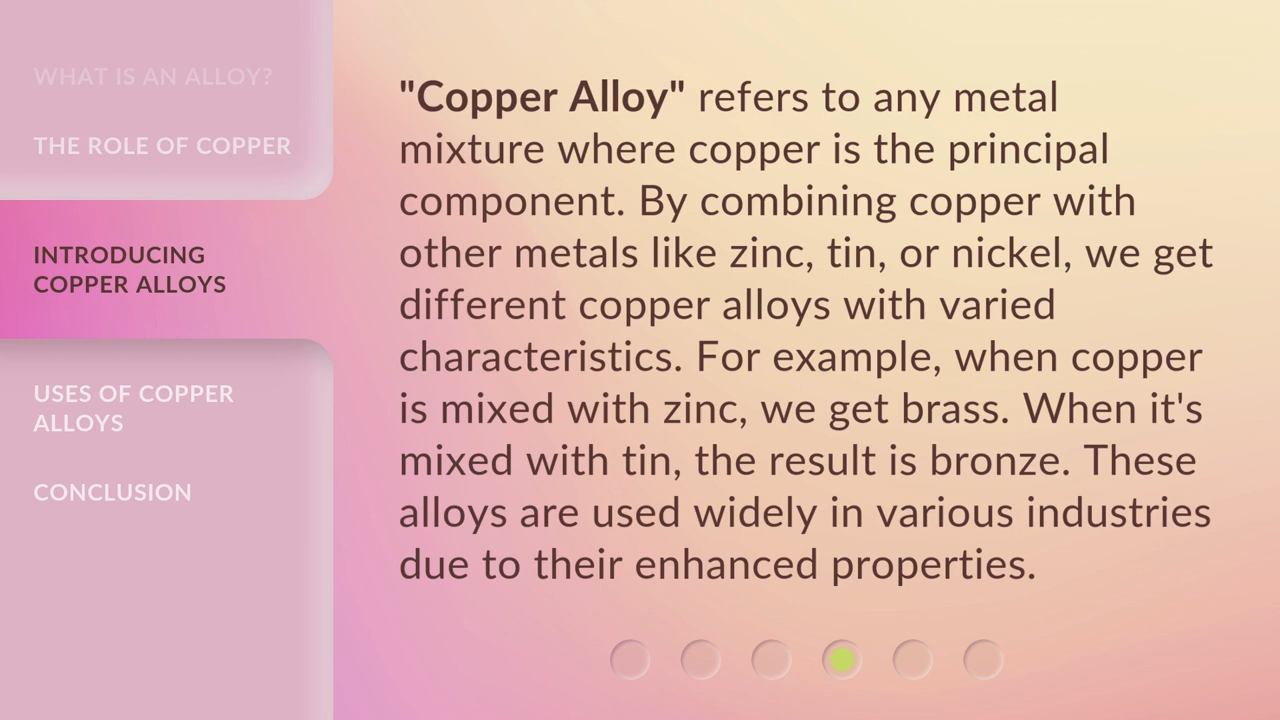 WHAT IS AN ALLOY?
THE ROLE OF COPPER
INTRODUCING
COPPER ALLOYS
USES OF COPPER
ALLOYS
CONCLUSION
"Copper Alloy" refers to any metal
mixture where copper is the principal
component. By combining copper with
other metals like zinc, tin, or nickel, we get
different copper alloys with varied
characteristics. For example, when copper
is mixed with zinc, we get brass. When it's
mixed with tin, the result is bronze. These
alloys are used widely in various industries
due to their enhanced properties.